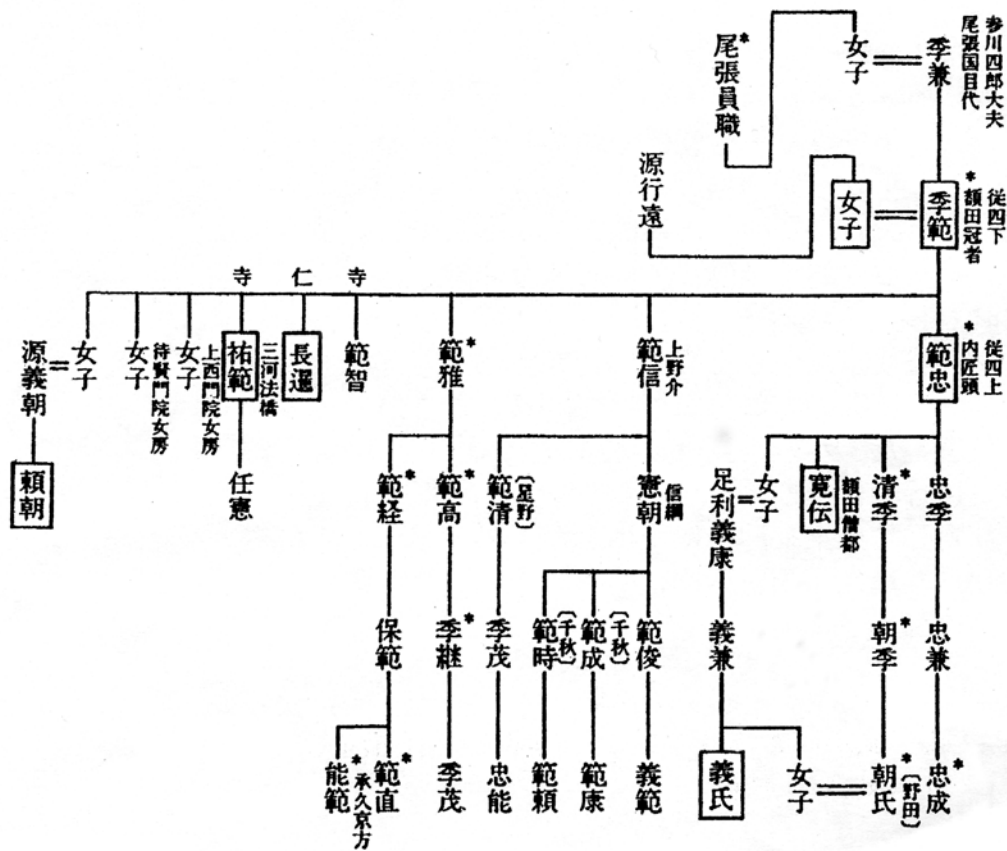 参川四郎大夫
尾張国目代
季兼
女子
尾張員職*
従四下
*額田冠者
季範
女子
源行遠
従四上
*内匠頭
範忠
上野介
範信
範雅*
寺
範智
仁
長暹
寺
三河法橋
祐範
上西門院女房
女子
待賢門院女房
女子
女子
源義朝
忠季
清季*
額田僧都
寛伝
女子
足利義康
信綱
憲朝
〔星野〕
範清
範高*
範経*
任憲
頼朝
忠兼
朝季*
義兼
範俊
〔千秋〕
範成
〔千秋〕
範時
季茂
季継*
保範
忠成*
〔野田〕
朝氏*
女子
義氏
義範
範康
範頼
忠能
季茂
範直*
*承久京方
能範